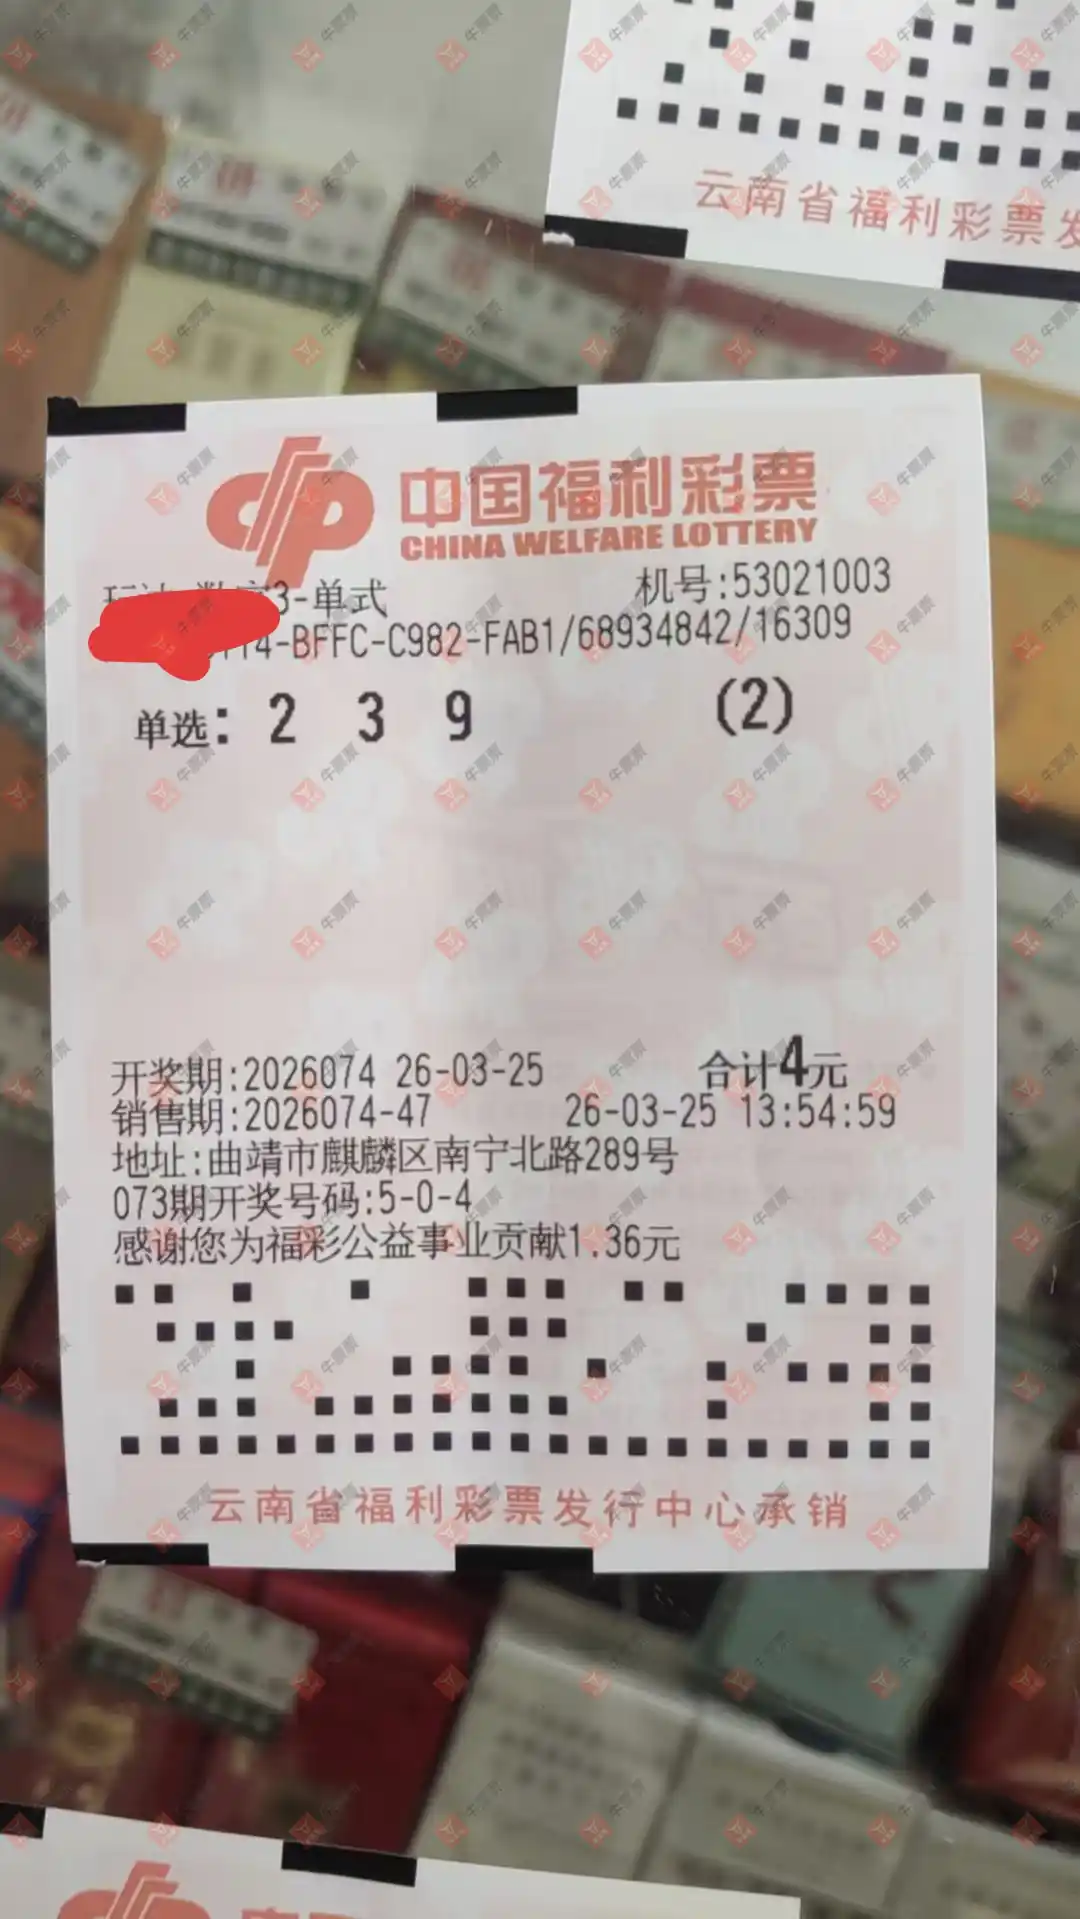 云南省福利彩票发
中国福利彩票
CHINA WELFARE LOTTERY
3-单式 机号:53021003
4-BFFC-C982-FAB1/68934842/16309
单选: 2 3 9 (2)
开奖期:2026074 26-03-25 合计4元
销售期:2026074-47 26-03-25 13:54:59
地址:曲靖市麒麟区南宁北路289号
073期开奖号码:5-0-4
感谢您为福彩公益事业贡献1.36元
云南省福利彩票发行中心承销
牛票票